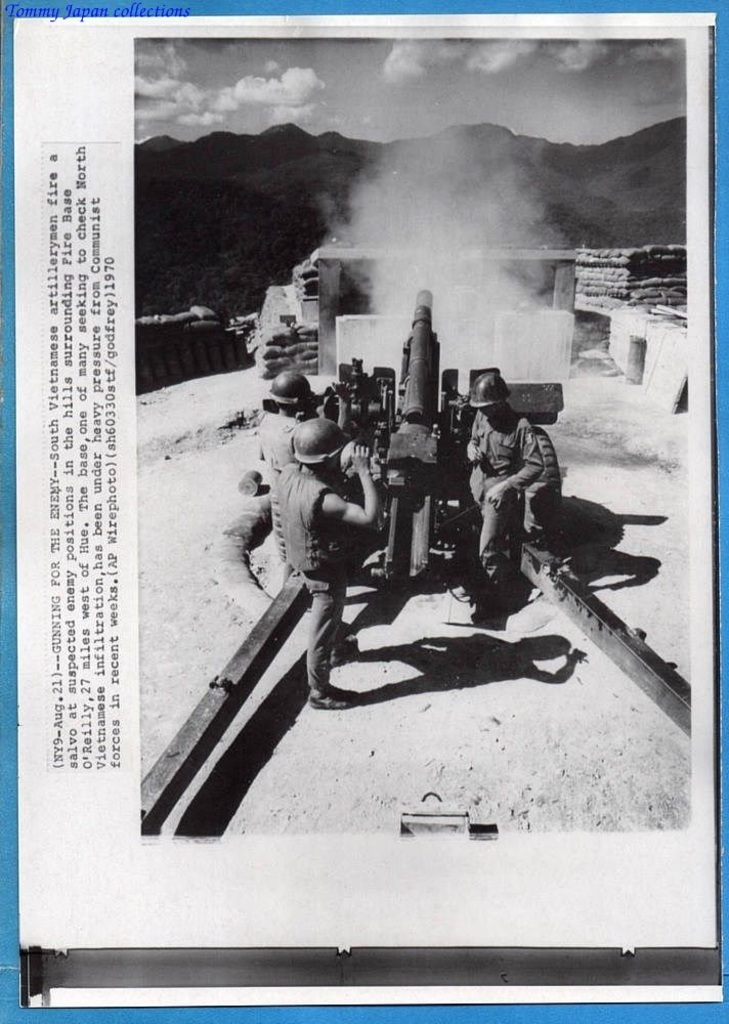 Tommy Japan collections
(NY9-Aug.21)--GUNNING FOR THE ENEMY--South Vietnamese artillerymen fire a
salvo at suspected enemy positions in the hills surrounding Fire Base
O'Reilly,27 miles west of Hue. The base,one of many seeking to check North
Vietnamese infiltration,has been under heavy pressure from Communist
forces in recent weeks.(AP Wirephoto)(sh60330stf/godfrey)1970